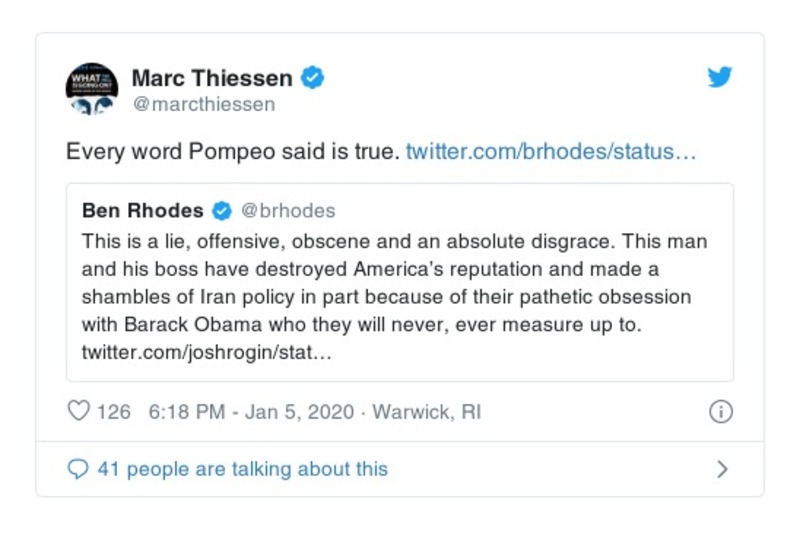 Marc Thiessen
@marcthiessen
WHAT
IS GOING ON?
Every word Pompeo said is true. twitter.com/brhodes/status…
Ben Rhodes @brhodes
This is a lie, offensive, obscene and an absolute disgrace. This man
and his boss have destroyed America's reputation and made a
shambles of Iran policy in part because of their pathetic obsession
with Barack Obama who they will never, ever measure up to.
twitter.com/joshrogin/stat…
126 6:18 PM - Jan 5, 2020 · Warwick, RI
41 people are talking about this